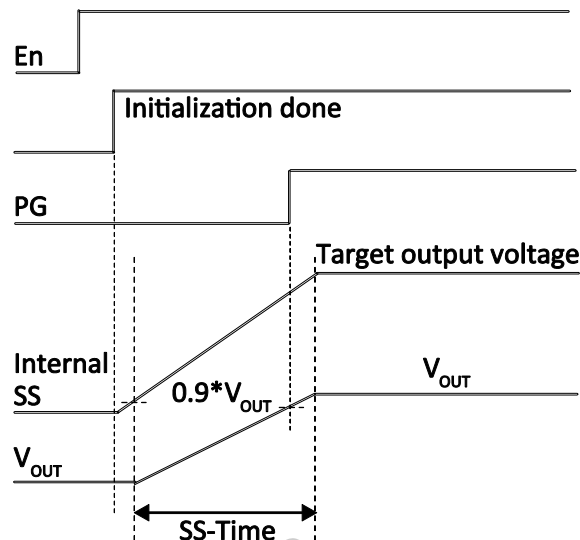 En
Initialization done
PG
Target output voltage
Internal
SS
0.9*VOUT
VOUT
VOUT
SS-Time